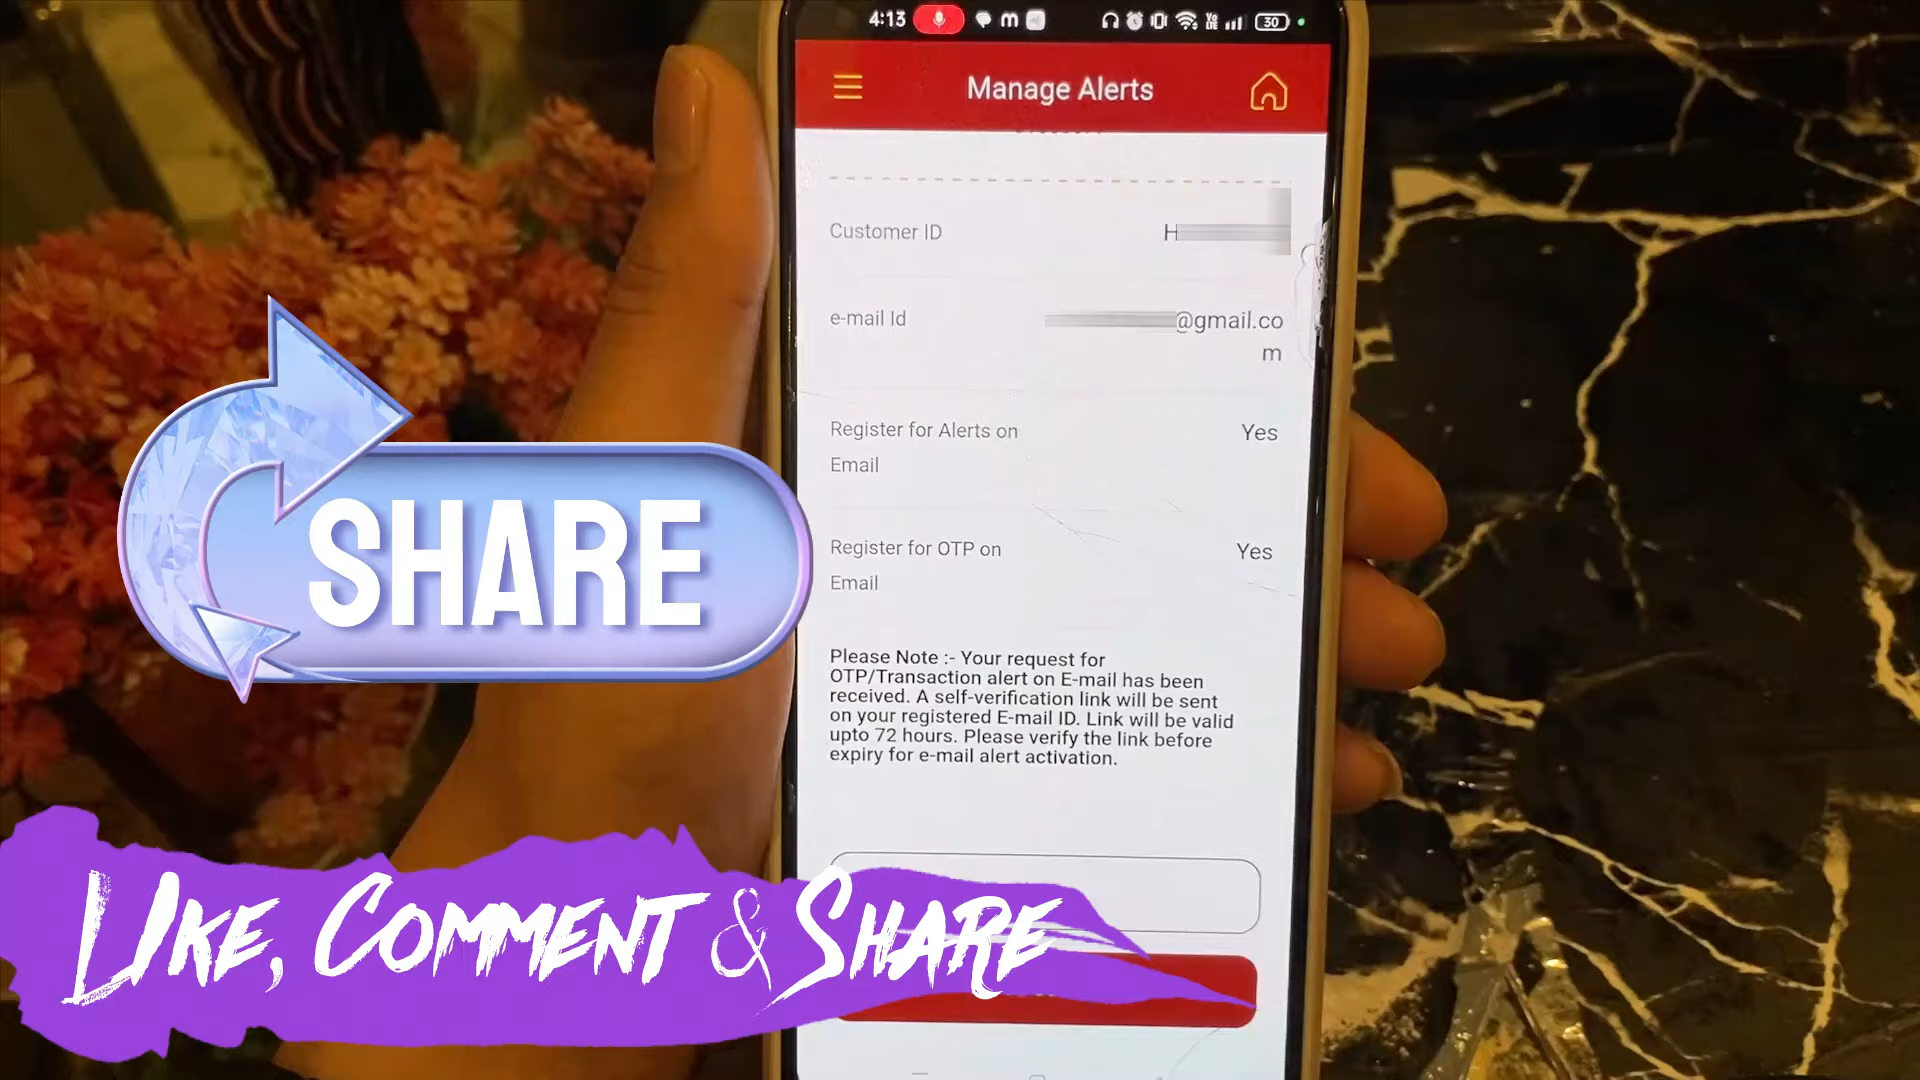 4:13
30
Manage Alerts
Customer ID
H
e-mail Id
@gmail.co
m
Register for Alerts on
Email
Yes
Register for OTP on
Email
Yes
SHARE
Please Note :- Your request for
OTP/Transaction alert on E-mail has been
received. A self-verification link will be sent
on your registered E-mail ID. Link will be valid
upto 72 hours. Please verify the link before
expiry for e-mail alert activation.
LIke, Comment & Share